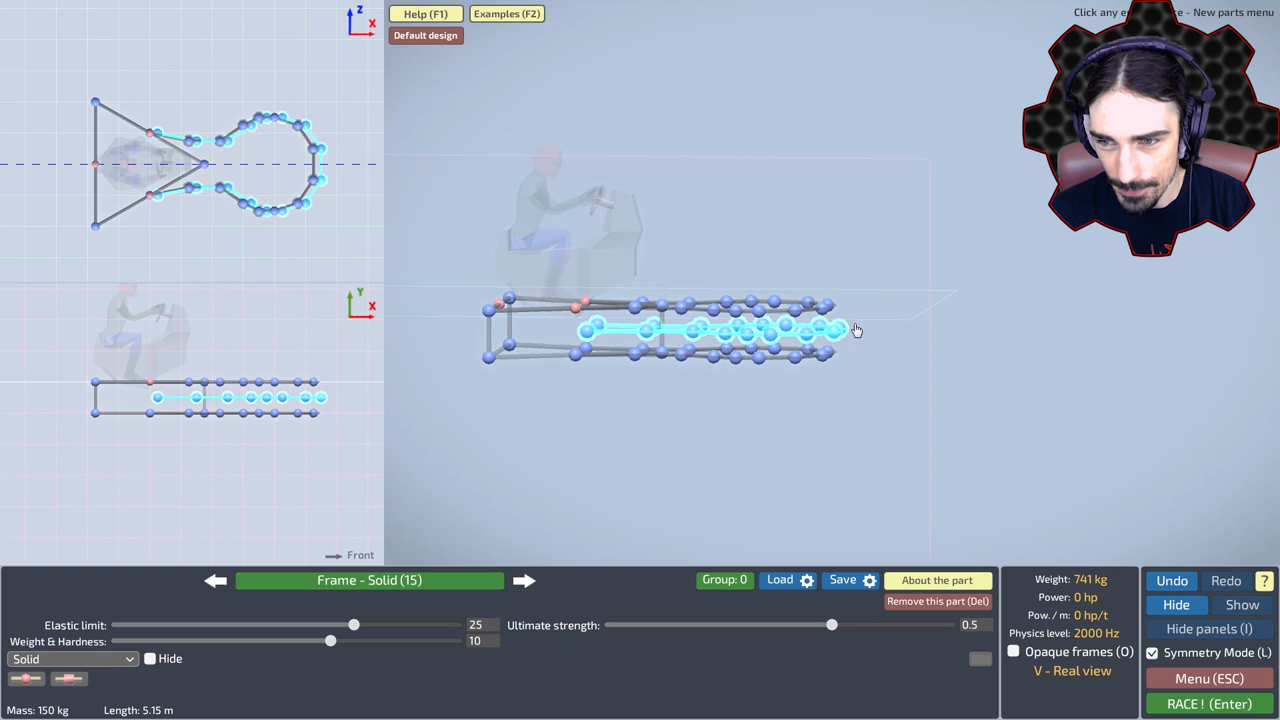 Z
X
Help (F1)
Examples (F2)
Default design
Click any e
te - New parts menu
Y
X
Front
Frame - Solid (15)
Group: 0
Load
Save
About the part
Remove this part (Del)
Elastic limit:
25
Ultimate strength:
0.5
Weight & Hardness:
10
Solid
Hide
Mass: 150 kg
Length: 5.15 m
Weight: 741 kg
Power: 0 hp
Pow. / m: 0 hp/t
Physics level: 2000 Hz
Opaque frames (O)
V - Real view
Undo
Redo
?
Hide
Show
Hide panels (I)
Symmetry Mode (L)
Menu (ESC)
RACE ! (Enter)